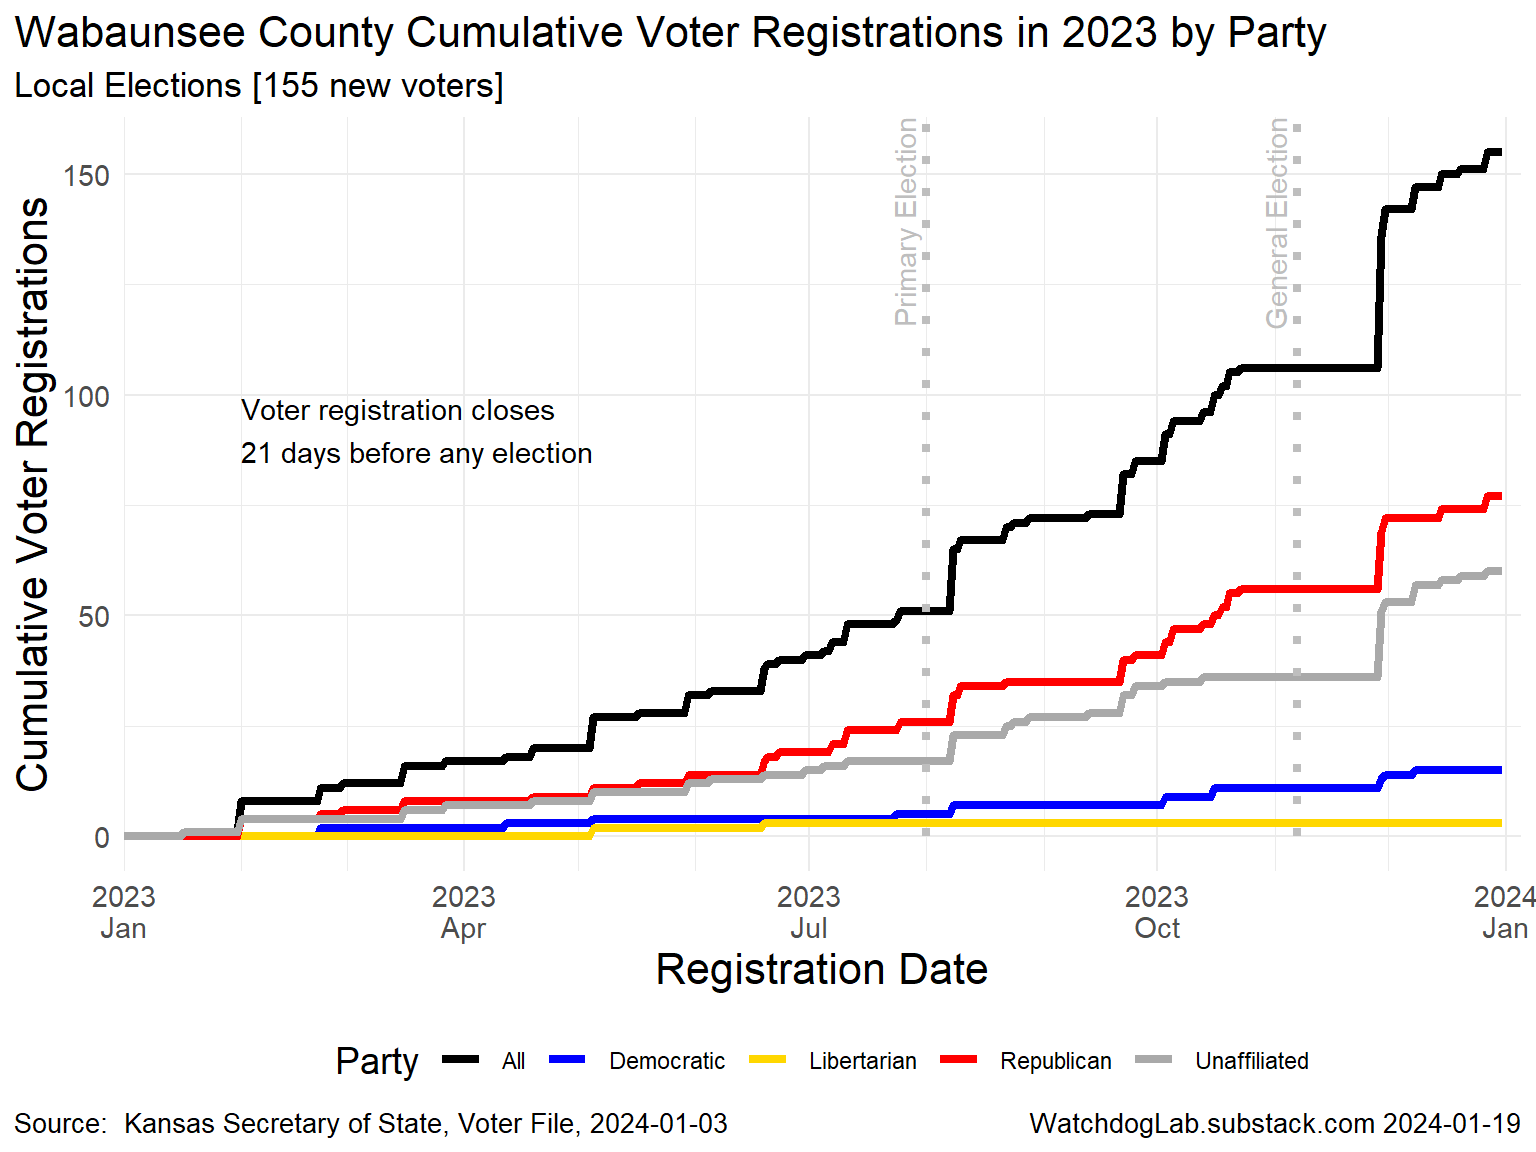 Wabaunsee County Cumulative Voter Registrations in 2023 by Party
Local Elections [155 new voters]
Cumulative Voter Registrations
150
100
50
0
Primary Election
General Election
Voter registration closes
21 days before any election
2023 2023 2023 2023 2024
Jan Apr Jul Oct Jan
Registration Date
Party All Democratic Libertarian Republican Unaffiliated
Source:  Kansas Secretary of State, Voter File, 2024-01-03
WatchdogLab.substack.com 2024-01-19